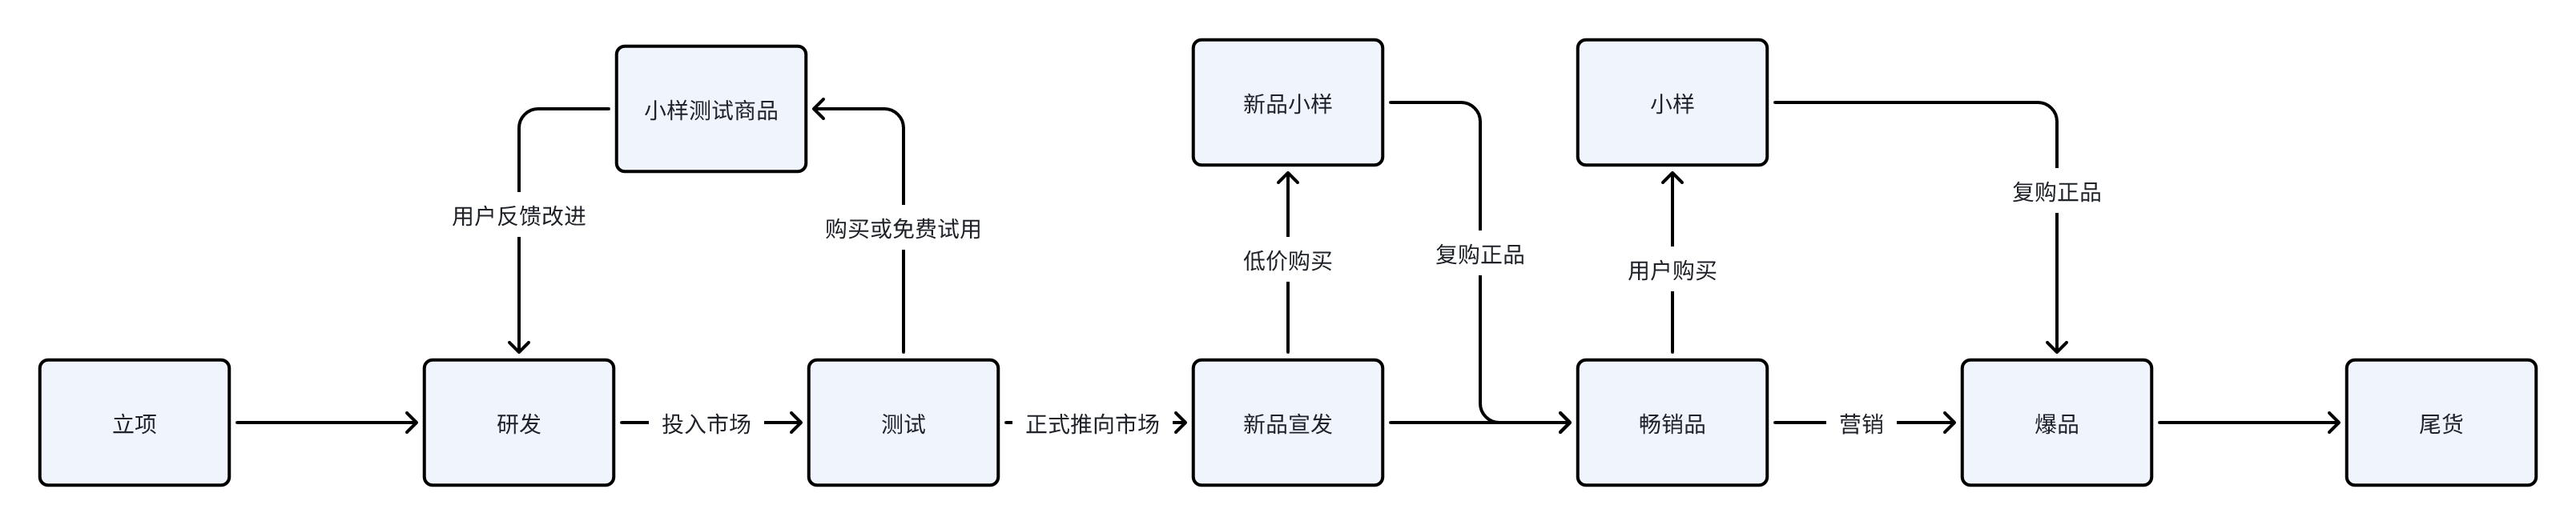 小样测试商品
新品小样
小样
用户反馈改进
购买或免费试用
低价购买
复购正品
用户购买
复购正品
立项
研发
投入市场
测试
正式推向市场
新品宣发
畅销品
营销
爆品
尾货